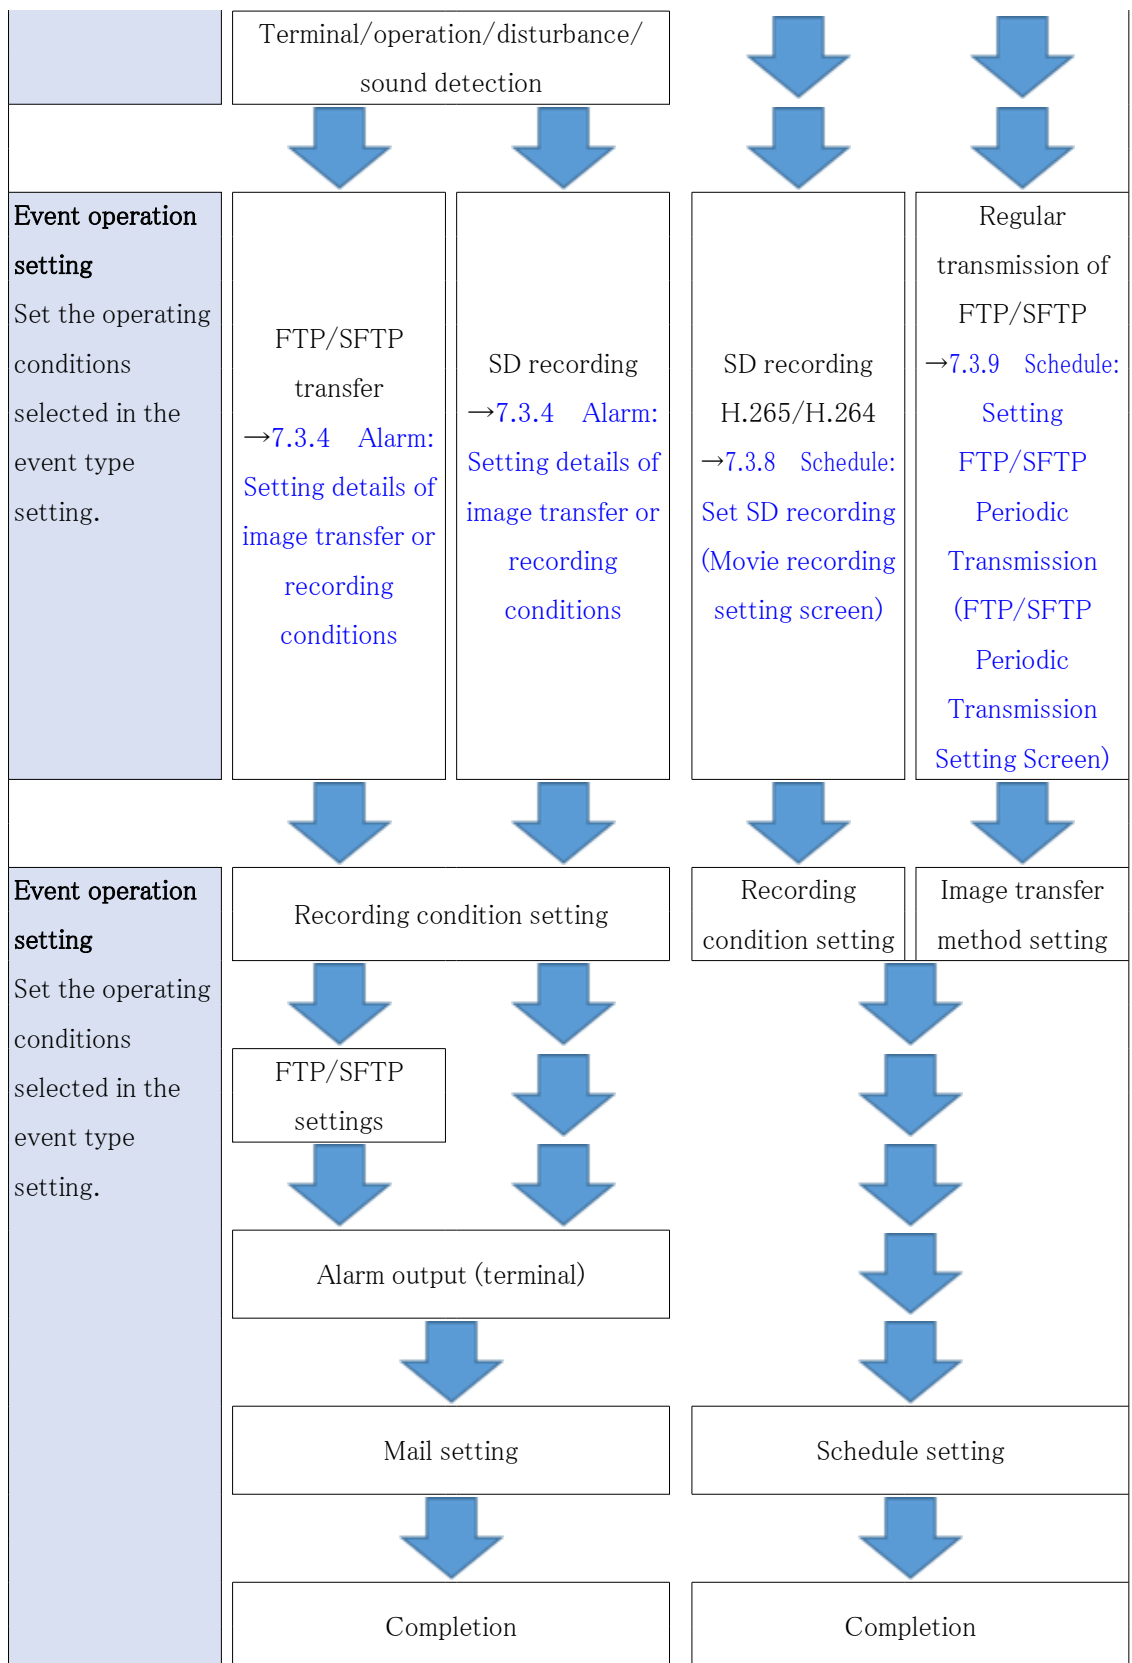 Terminal/operation/disturbance/
sound detection
Event operation
setting
Set the operating
conditions
selected in the
event type
setting.
FTP/SFTP
transfer
→7.3.4 Alarm:
Setting details of
image transfer or
recording
conditions
SD recording
→7.3.4 Alarm:
Setting details of
image transfer or
recording
conditions
SD recording
H.265/H.264
→7.3.8 Schedule:
Set SD recording
(Movie recording
setting screen)
Regular
transmission of
FTP/SFTP
→7.3.9 Schedule:
Setting
FTP/SFTP
Periodic
Transmission
(FTP/SFTP
Periodic
Transmission
Setting Screen)
Event operation
setting
Set the operating
conditions
selected in the
event type
setting.
Recording condition setting
Recording
condition setting
Image transfer
method setting
FTP/SFTP
settings
Alarm output (terminal)
Mail setting
Schedule setting
Completion
Completion